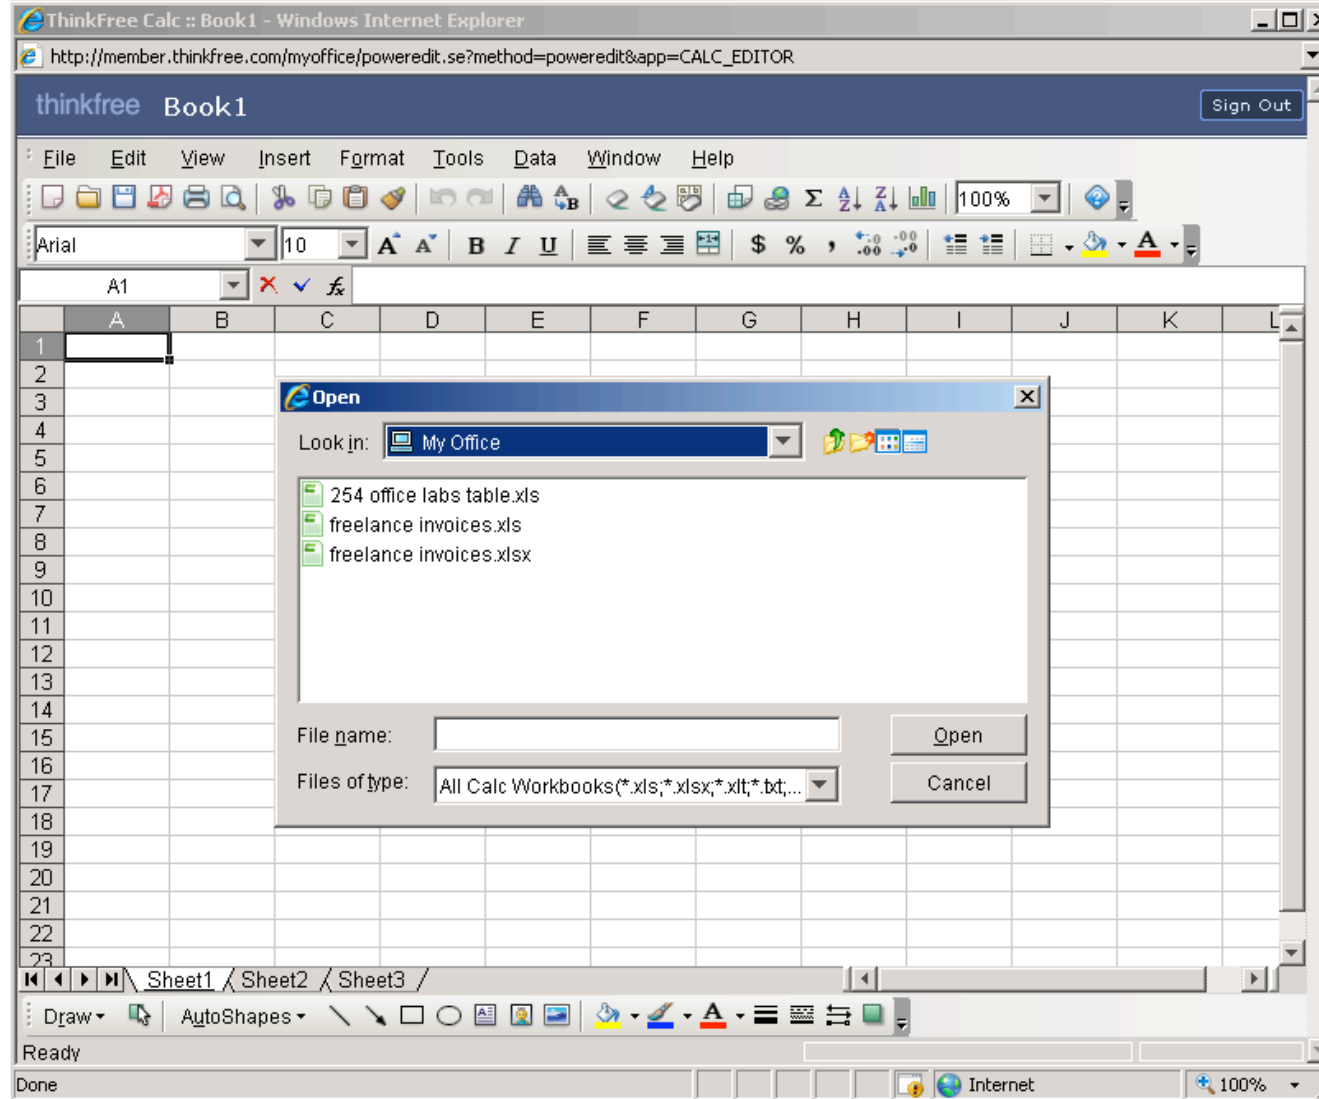 ThinkFree Calc :: Book1 - Windows Internet Explorer
http://member.thinkfree.com/myoffice/poweredit.se?method=poweredit&app=CALC_EDITOR
thinkfree Book1 Sign Out
File Edit View Insert Format Tools Data Window Help
100%
Arial 10 A A B I U $ % , .00 .00 A
A1 fx
A B C D E F G H I J K L
1
2
3 Open
4 Look in: My Office
5
6 254 office labs table.xls
7 freelance invoices.xls
8 freelance invoices.xlsx
9
10
11
12
13
14
15 File name: Open
16
17 Files of type: All Calc Workbooks(*.xls;*.xlsx;*.xlt;*.txt;... Cancel
18
19
20
21
22
23
Sheet1 Sheet2 Sheet3
Draw AutoShapes A
Ready
Done Internet 100%